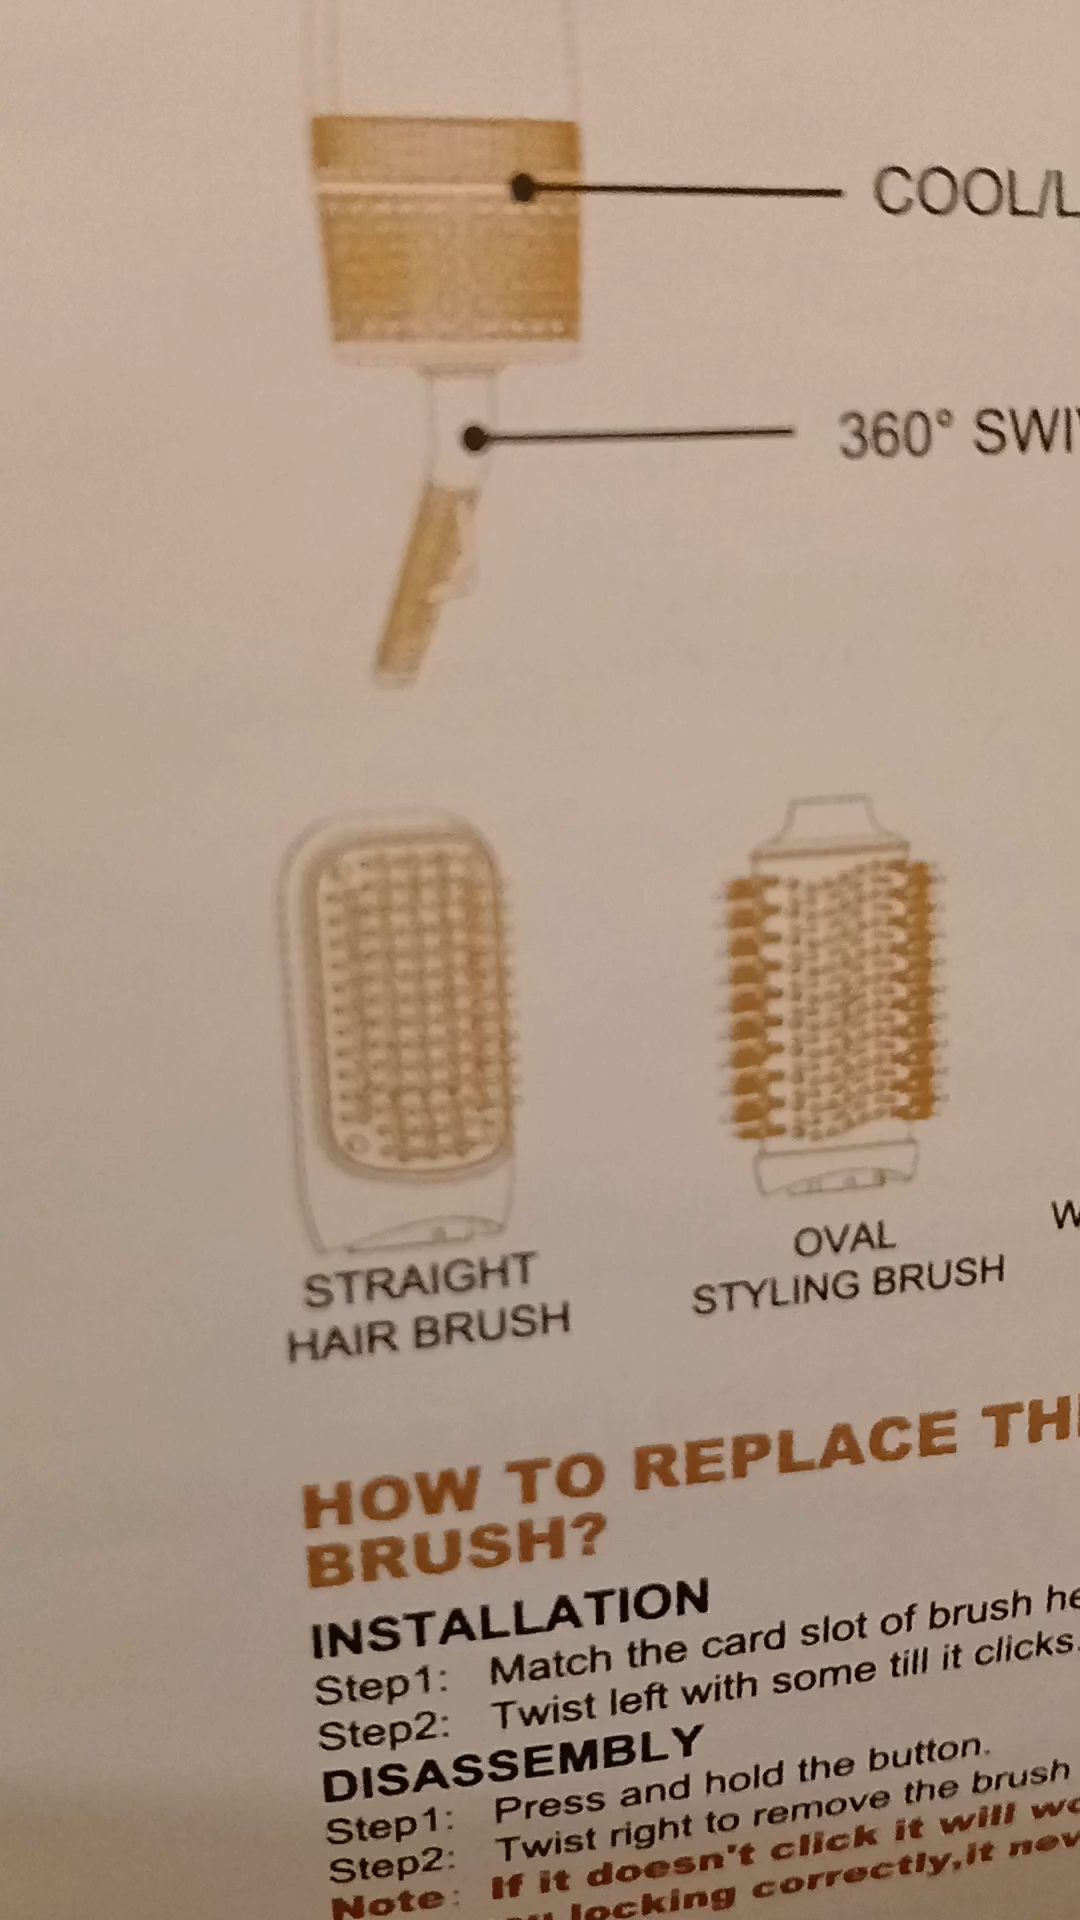 COOL/L
360° SWI
STRAIGHT
HAIR BRUSH
OVAL
STYLING BRUSH
W
HOW TO REPLACE TH
BRUSH?
INSTALLATION
Step1: Match the card slot of brush he
Step2: Twist left with some till it clicks.
DISASSEMBLY
Step1: Press and hold the button.
Step2: Twist right to remove the brush
Note: If it doesn't click it will wo
locking correctly,it nev